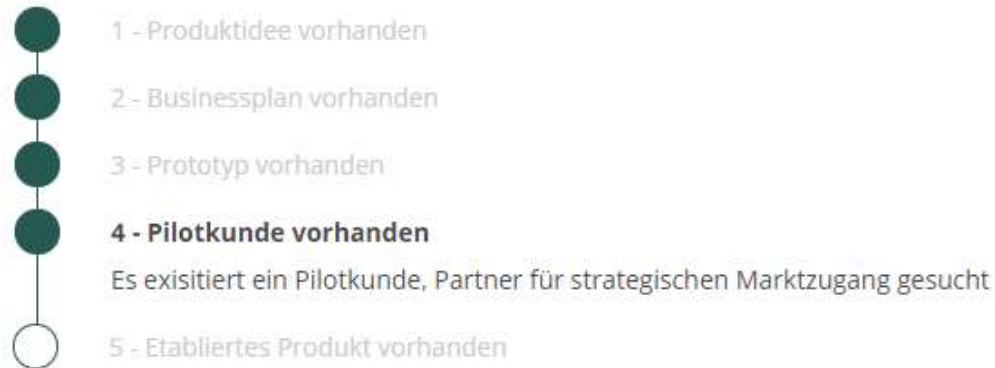 1 - Produktidee vorhanden
2 - Businessplan vorhanden
3 - Prototyp vorhanden
4 - Pilotkunde vorhanden
Es exisitiert ein Pilotkunde, Partner für strategischen Marktzugang gesucht
5 - Etabliertes Produkt vorhanden